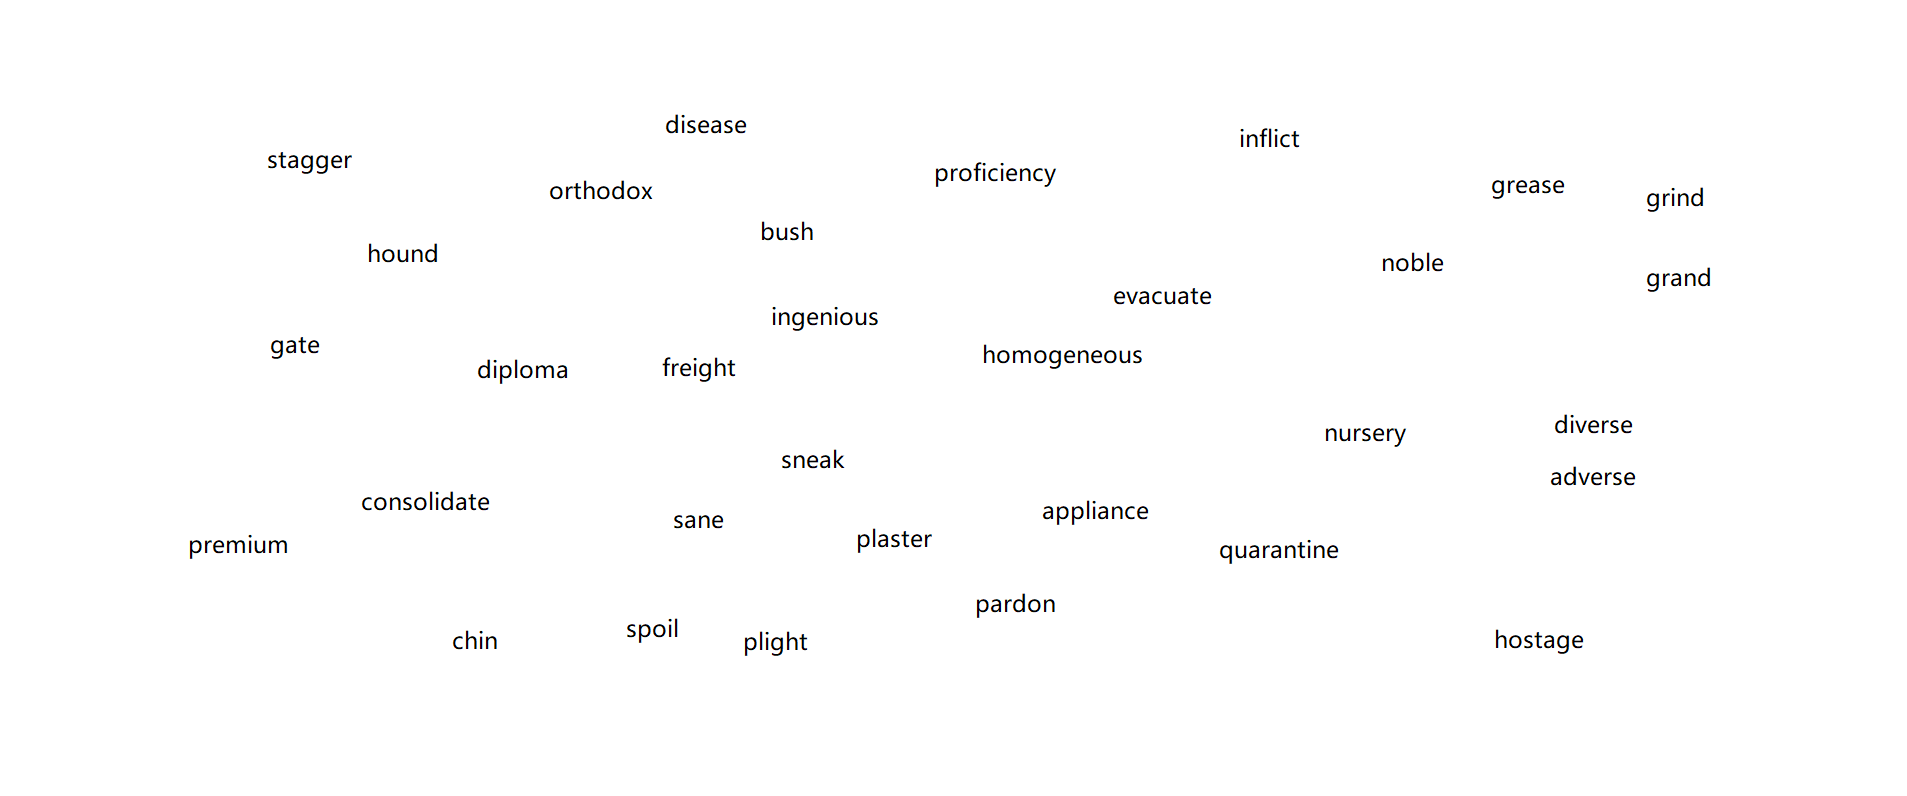 disease
inflict
stagger
proficiency
grease
orthodox
grind
bush
hound
noble
grand
evacuate
ingenious
gate
homogeneous
freight
diploma
diverse
nursery
sneak
adverse
consolidate
appliance
sane
plaster
premium
quarantine
pardon
spoil
hostage
chin
plight